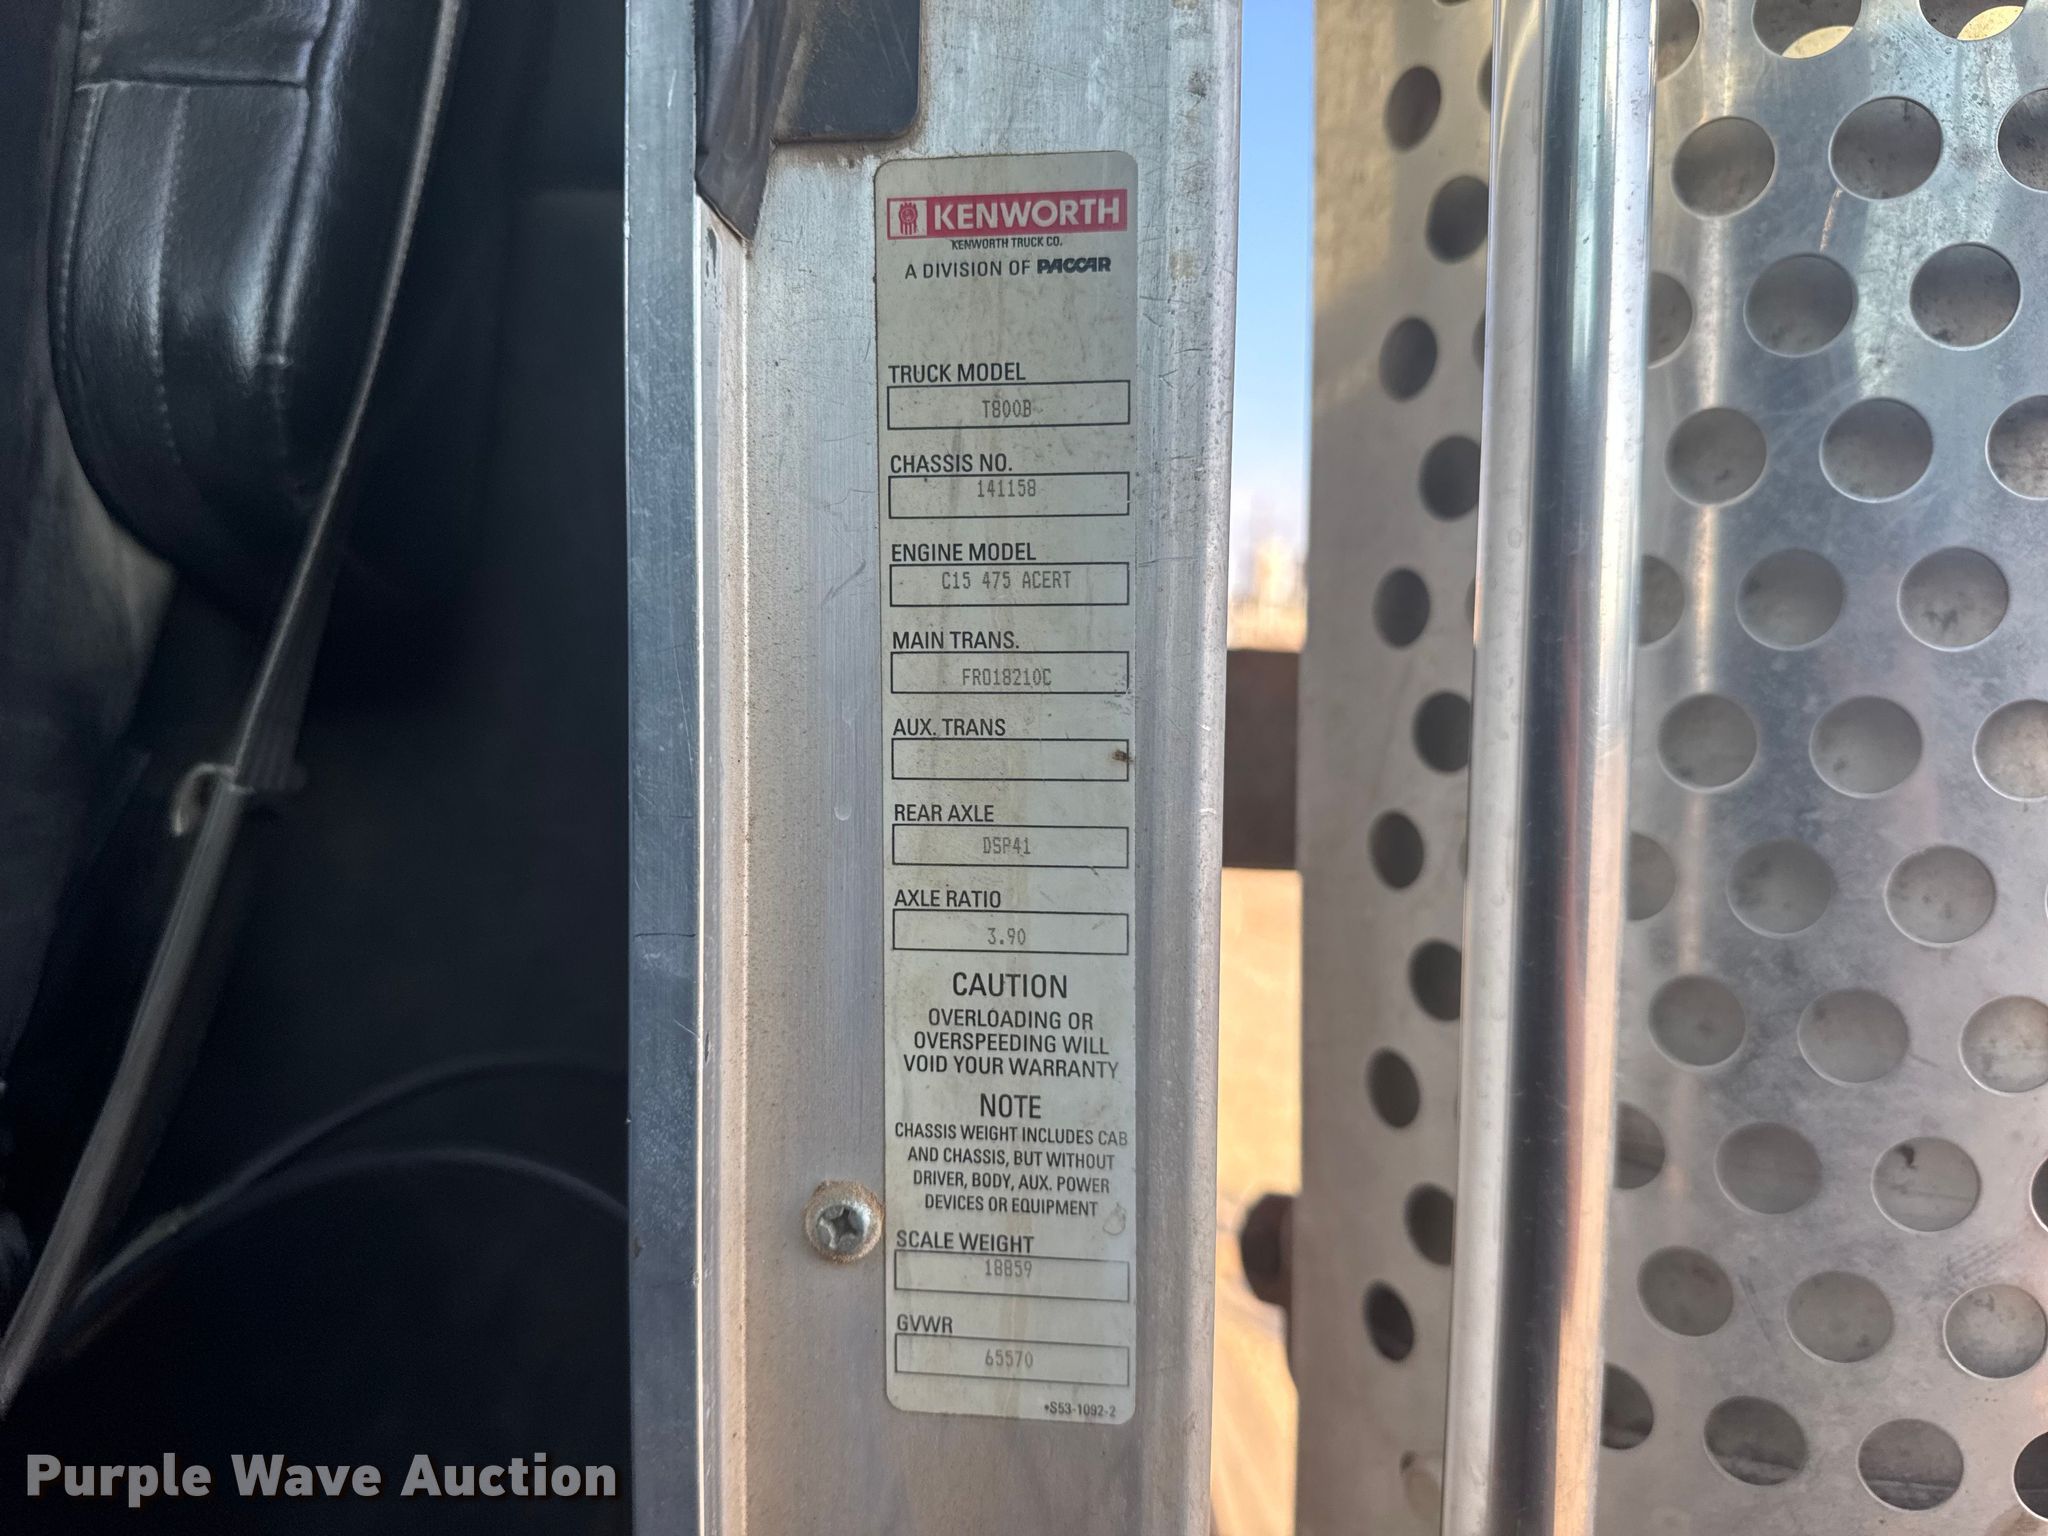 KENWORTH
KENWORTH TRUCK CO.
A DIVISION OF PACCAR
TRUCK MODEL
T800B
CHASSIS NO.
141158
ENGINE MODEL
C15 475 ACERT
MAIN TRANS.
FRO18210C
AUX. TRANS
REAR AXLE
DSP41
AXLE RATIO
3.90
CAUTION
OVERLOADING OR
OVERSPEEDING WILL
VOID YOUR WARRANTY
NOTE
CHASSIS WEIGHT INCLUDES CAB
AND CHASSIS, BUT WITHOUT
DRIVER, BODY, AUX. POWER
DEVICES OR EQUIPMENT
SCALE WEIGHT
18859
GVWR
65570
•S53-1092-2
Purple Wave Auction